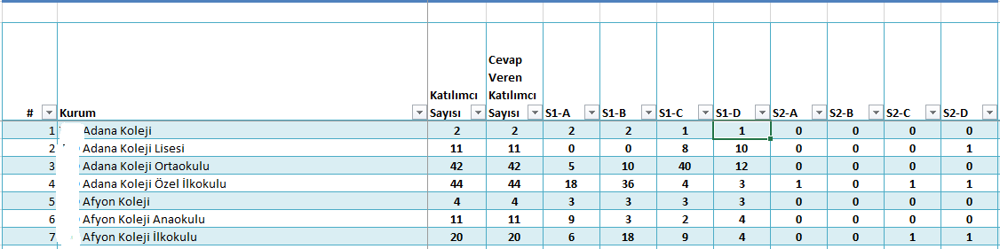 # Kurum Katılımcı Sayısı Cevap Veren Katılımcı Sayısı S1-A S1-B S1-C S1-D S2-A S2-B S2-C S2-D
1 Adana Koleji 2 2 2 2 1 1 0 0 0 0
2 Adana Koleji Lisesi 11 11 0 0 8 10 0 0 0 1
3 Adana Koleji Ortaokulu 42 42 5 10 40 12 0 0 0 0
4 Adana Koleji Özel İlkokulu 44 44 18 36 4 3 1 0 1 1
5 Afyon Koleji 4 4 3 3 3 3 0 0 0 0
6 Afyon Koleji Anaokulu 11 11 9 3 2 4 0 0 0 0
7 Afyon Koleji İlkokulu 20 20 6 18 9 4 0 0 1 1